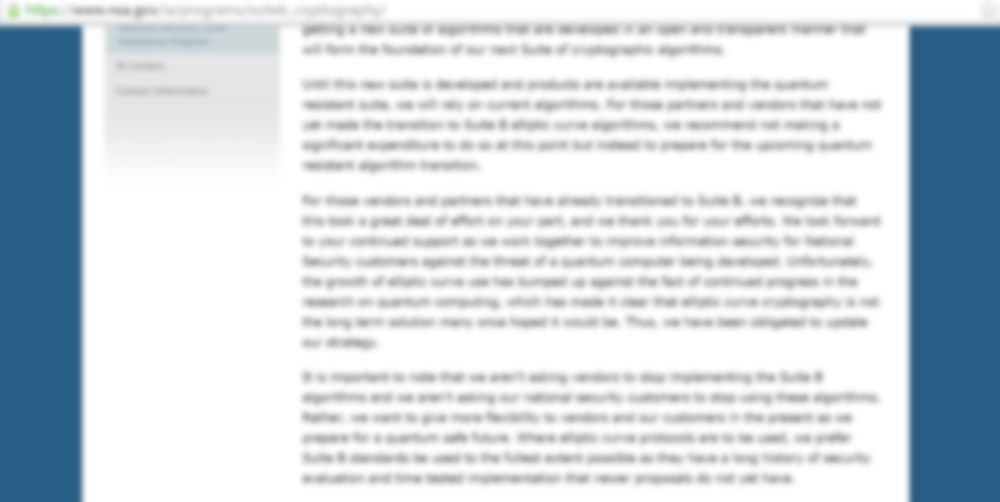 https://www.nsa.gov/ia/programs/suiteb_cryptography/
Assistance Program
IA Careers
Contact Information
getting a new suite of algorithms that are developed in an open and transparent manner that
will form the foundation of our next Suite of cryptographic algorithms.
Until this new suite is developed and products are available implementing the quantum
resistant suite, we will rely on current algorithms. For those partners and vendors that have not
yet made the transition to Suite B elliptic curve algorithms, we recommend not making a
significant expenditure to do so at this point but instead to prepare for the upcoming quantum
resistant algorithm transition.
For those vendors and partners that have already transitioned to Suite B, we recognize that
this took a great deal of effort on your part, and we thank you for your efforts. We look forward
to your continued support as we work together to improve information security for National
Security customers against the threat of a quantum computer being developed. Unfortunately,
the growth of elliptic curve use has bumped up against the fact of continued progress in the
research on quantum computing, which has made it clear that elliptic curve cryptography is not
the long term solution many once hoped it would be. Thus, we have been obligated to update
our strategy.
It is important to note that we aren't asking vendors to stop implementing the Suite B
algorithms and we aren't asking our national security customers to stop using these algorithms.
Rather, we want to give more flexibility to vendors and our customers in the present as we
prepare for a quantum safe future. Where elliptic curve protocols are to be used, we prefer
Suite B standards be used to the fullest extent possible as they have a long history of security
evaluation and time tested implementation that newer proposals do not yet have.